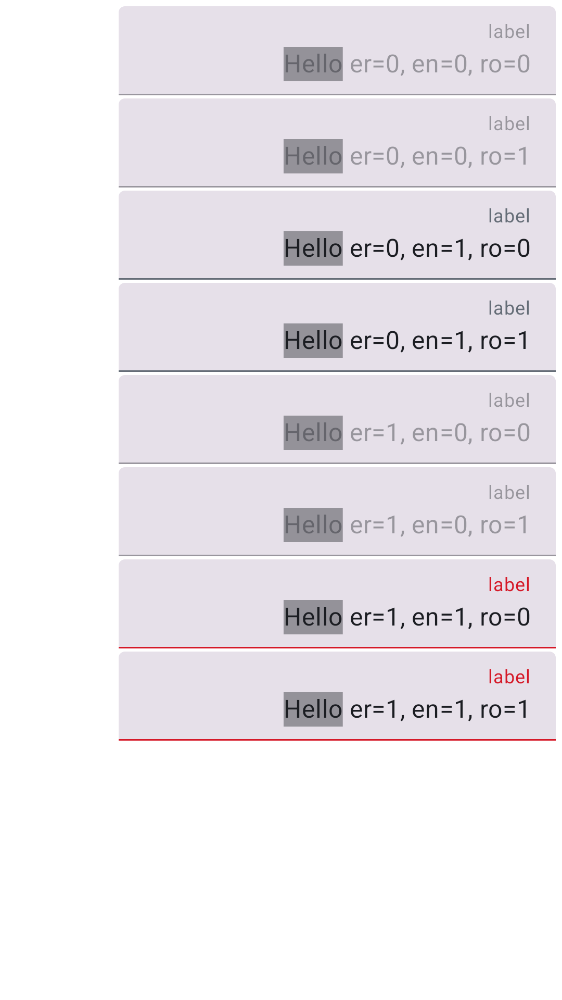 label
Hello er=0, en=0, ro=0
label
Hello er=0, en=0, ro=1
label
Hello er=0, en=1, ro=0
label
Hello er=0, en=1, ro=1
label
Hello er=1, en=0, ro=0
label
Hello er=1, en=0, ro=1
label
Hello er=1, en=1, ro=0
label
Hello er=1, en=1, ro=1